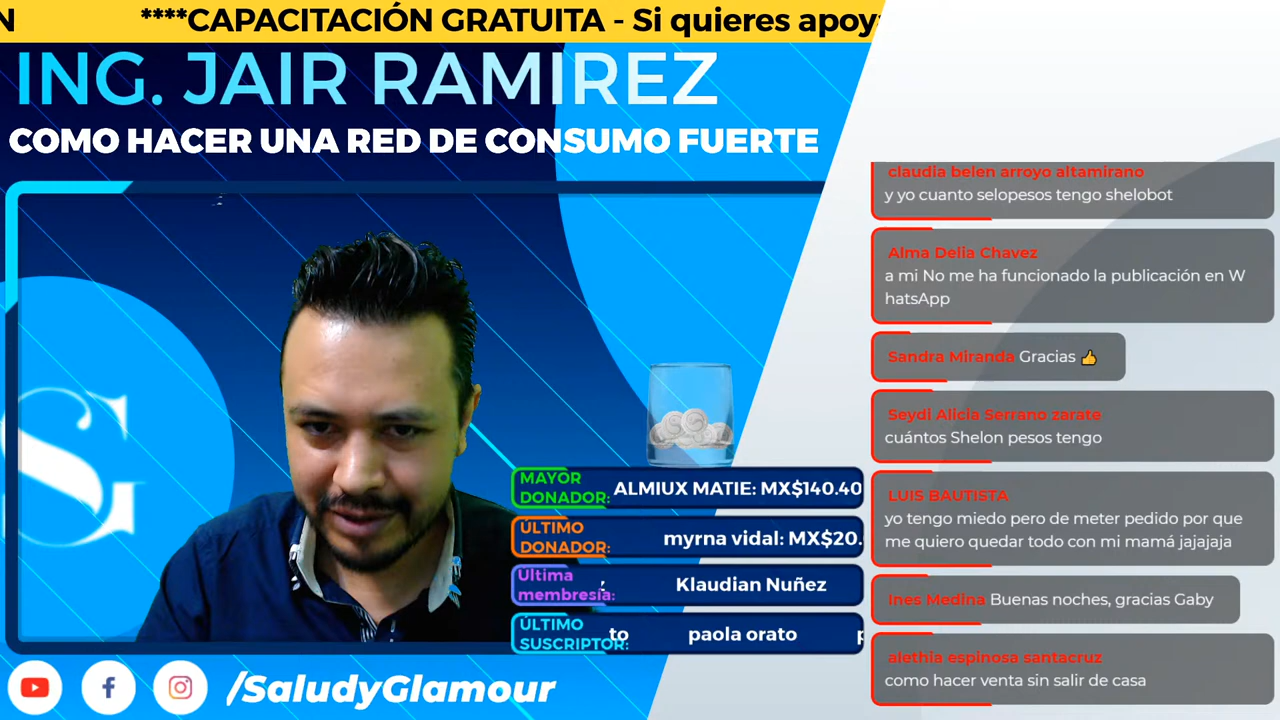 N ****CAPACITACIÓN GRATUITA - Si quieres apoy
ING. JAIR RAMIREZ
COMO HACER UNA RED DE CONSUMO FUERTE
S
MAYOR
DONADOR:
ALMIUX MATIE: MX$140.40
ÚLTIMO
DONADOR:
myrna vidal: MX$20.
Última
membresía:
Klaudian Nuñez
ÚLTIMO
SUSCRIPTOR:
to paola orato
/SaludyGlamour
claudia belen arroyo altamirano
y yo cuanto selopesos tengo shelobot
Alma Delia Chavez
a mi No me ha funcionado la publicación en W
hatsApp
Sandra Miranda Gracias 👍
Seydi Alicia Serrano zarate
cuántos Shelon pesos tengo
LUIS BAUTISTA
yo tengo miedo pero de meter pedido por que
me quiero quedar todo con mi mamá jajajaja
Ines Medina Buenas noches, gracias Gaby
alethia espinosa santacruz
como hacer venta sin salir de casa